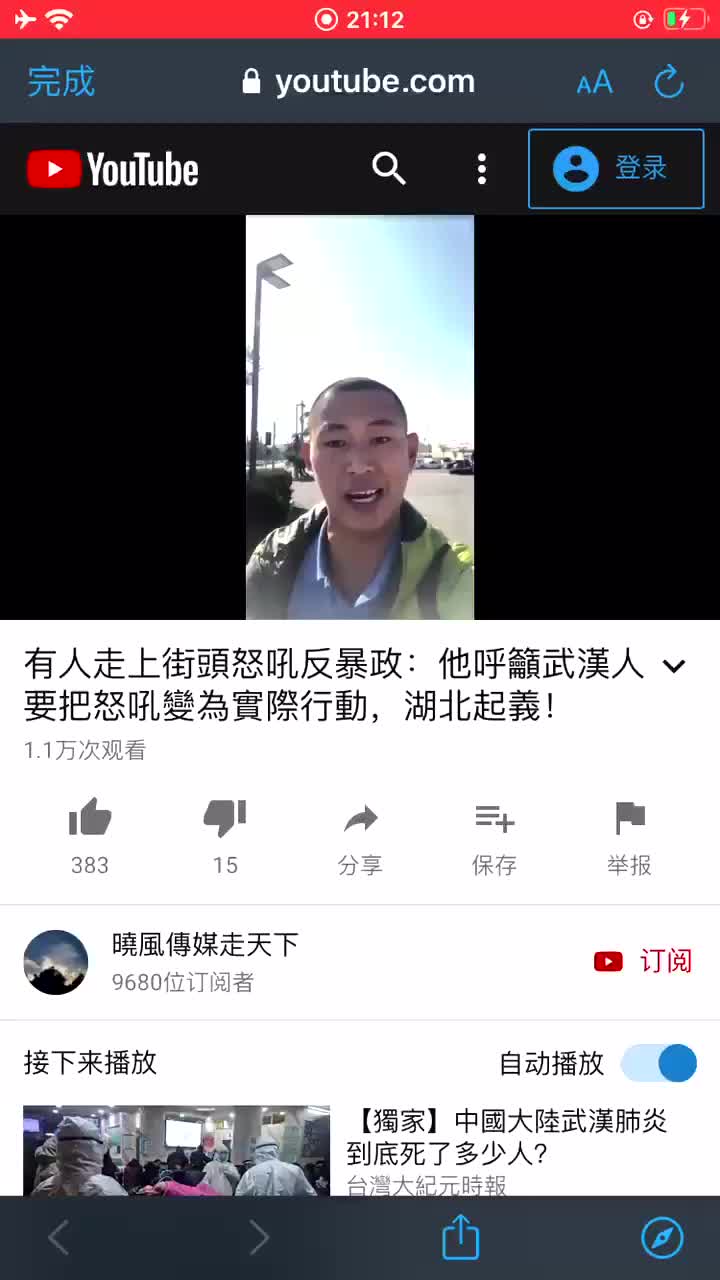 21:12
完成
youtube.com
AA
YouTube
登录
有人走上街頭怒吼反暴政：他呼籲武漢人
要把怒吼變為實際行動，湖北起義！
1.1万次观看
383
15
分享
保存
举报
曉風傳媒走天下
9680位订阅者
订阅
接下来播放
自动播放
【獨家】中國大陸武漢肺炎
到底死了多少人？
台灣大紀元時報